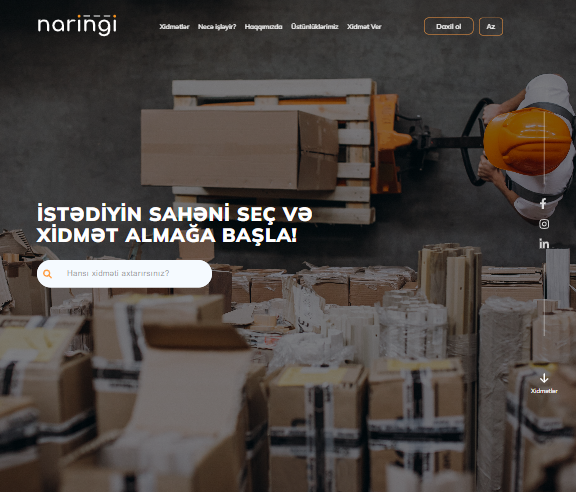 naringi
Xidmətlər Necə işləyir? Haqqımızda Üstünlüklərimiz Xidmət Ver
Daxil ol
Az
İSTƏDİYİN SAHƏNİ SEÇ VƏ
XİDMƏT ALMAĞA BAŞLA!
Hansı xidməti axtarırsınız?
Xidmətlər